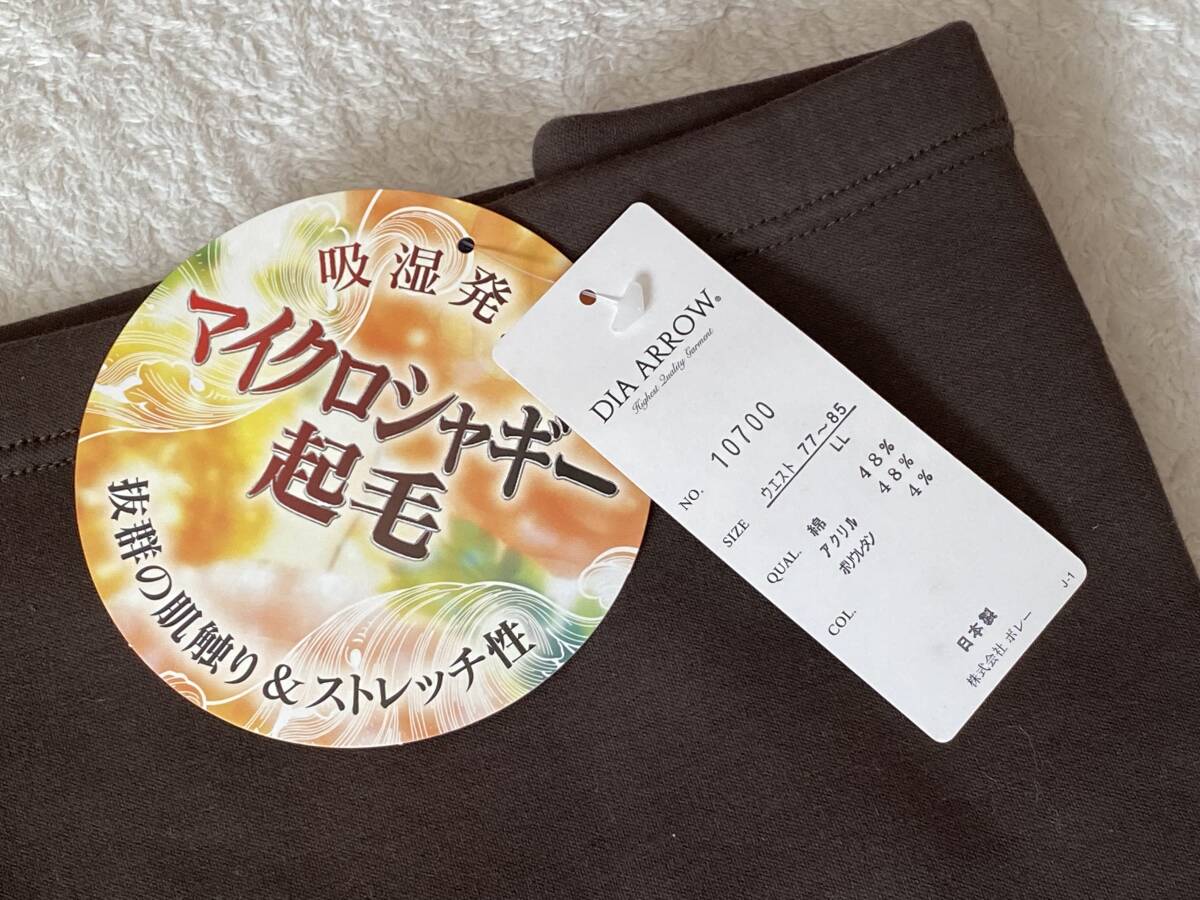 吸湿発
マイクロシャギー
起毛
抜群の肌触り&ストレッチ性
DIA ARROW®
Highest Quality Garment
NO. 10700
SIZE ウエスト 77～85
LL
QUAL. 綿 48%
アクリル 48%
ポリウレタン 4%
COL.
J-1
日本製
株式会社 ボレー